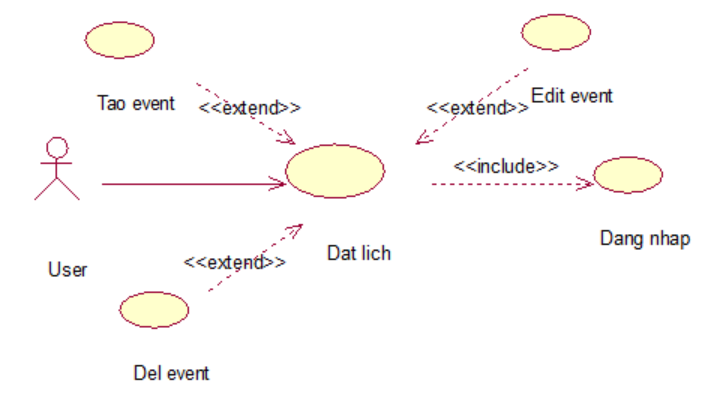 Tao event
<<extend>>
<<extend>>
Edit event
<<include>>
Dang nhap
Dat lich
User
<<extend>>
Del event